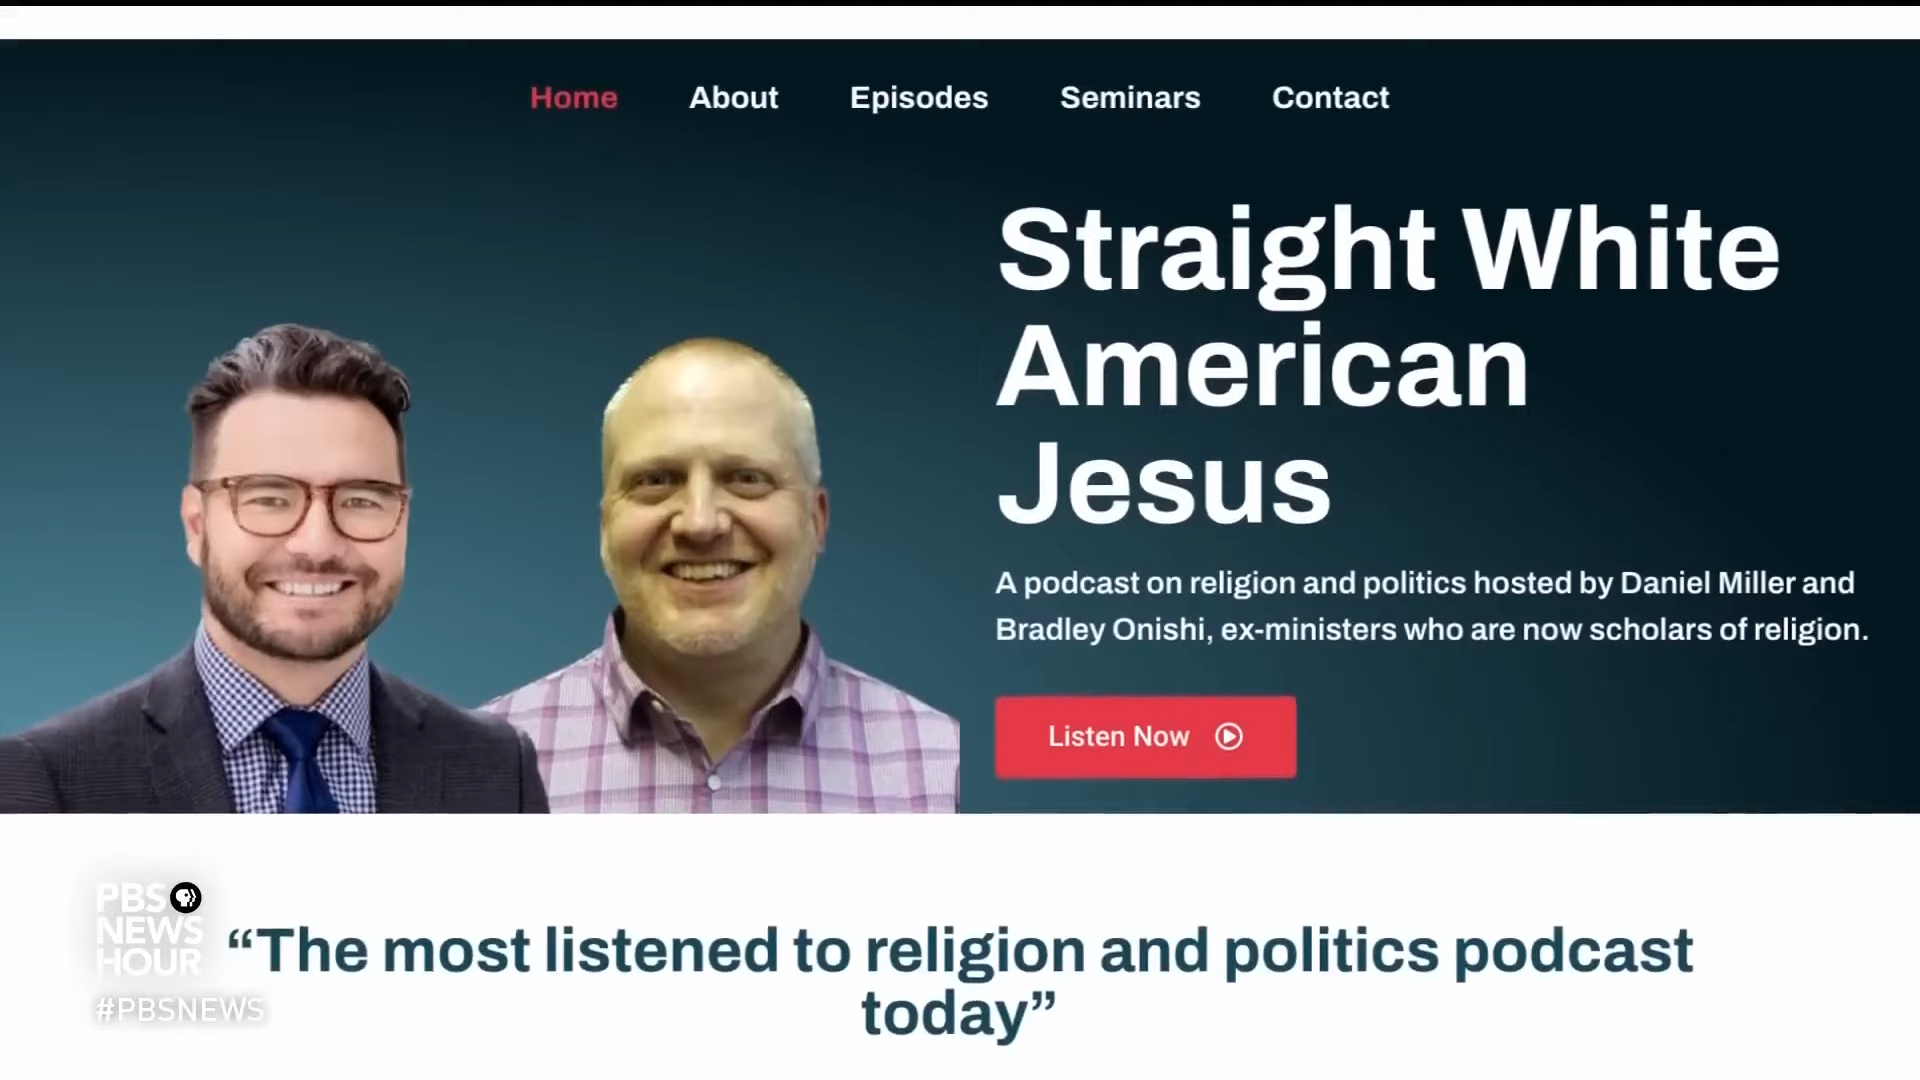 Home About Episodes Seminars Contact
Straight White
American
Jesus
A podcast on religion and politics hosted by Daniel Miller and
Bradley Onishi, ex-ministers who are now scholars of religion.
Listen Now
“The most listened to religion and politics podcast
today”
PBS
NEWS
HOUR
#PBSNEWS